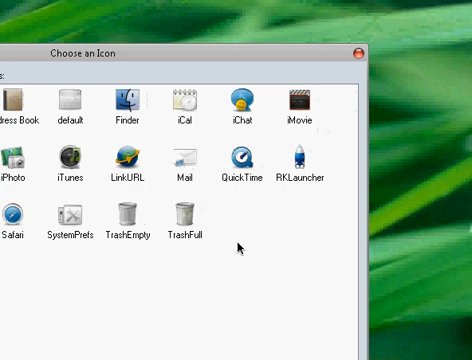 Choose an Icon
s:
dress Book default Finder iCal iChat iMovie
iPhoto iTunes LinkURL Mail QuickTime RKLauncher
Safari SystemPrefs TrashEmpty TrashFull